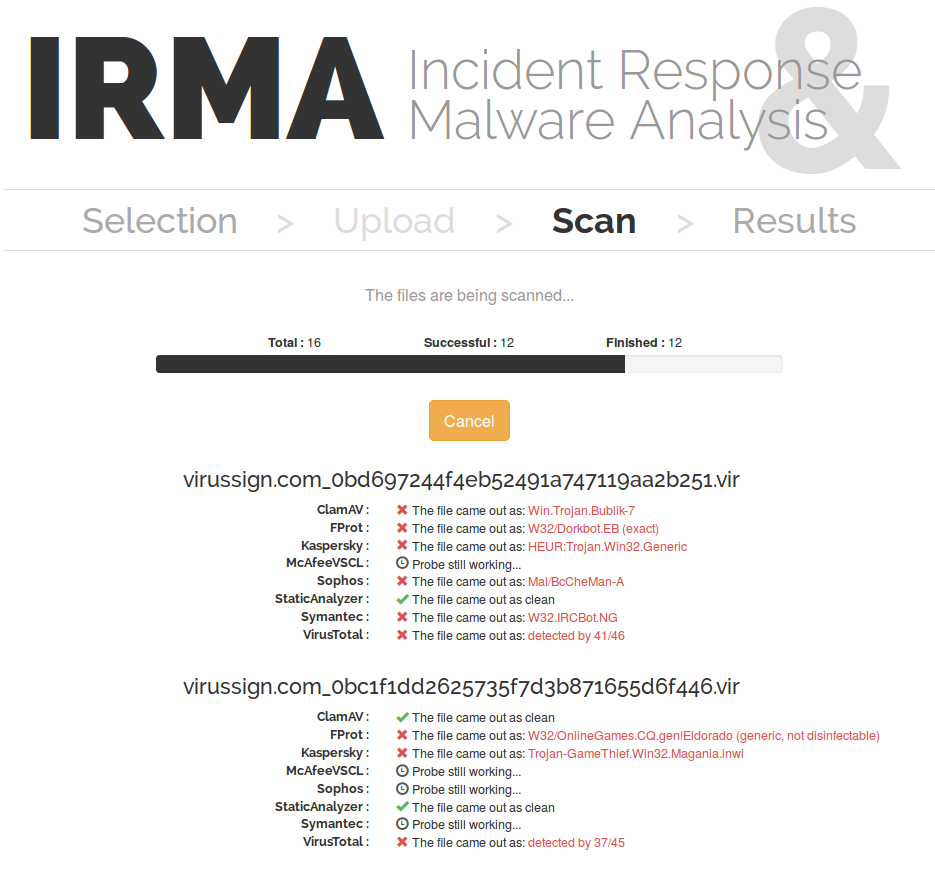 IRMA
&
Incident Response
Malware Analysis
Selection > Upload > Scan > Results
The files are being scanned...
Total : 16 Successful : 12 Finished : 12
Cancel
virussign.com_0bd697244f4eb52491a747119aa2b251.vir
ClamAV : The file came out as: Win.Trojan.Bublik-7
FProt : The file came out as: W32/Dorkbot.EB (exact)
Kaspersky : The file came out as: HEUR:Trojan.Win32.Generic
McAfeeVSCL : Probe still working...
Sophos : The file came out as: Mal/BcCheMan-A
StaticAnalyzer : The file came out as clean
Symantec : The file came out as: W32.IRCBot.NG
VirusTotal : The file came out as: detected by 41/46
virussign.com_0bc1f1dd2625735f7d3b871655d6f446.vir
ClamAV : The file came out as clean
FProt : The file came out as: W32/OnlineGames.CQ.gen!Eldorado (generic, not disinfectable)
Kaspersky : The file came out as: Trojan-GameThief.Win32.Magania.inwi
McAfeeVSCL : Probe still working...
Sophos : Probe still working...
StaticAnalyzer : The file came out as clean
Symantec : Probe still working...
VirusTotal : The file came out as: detected by 37/45